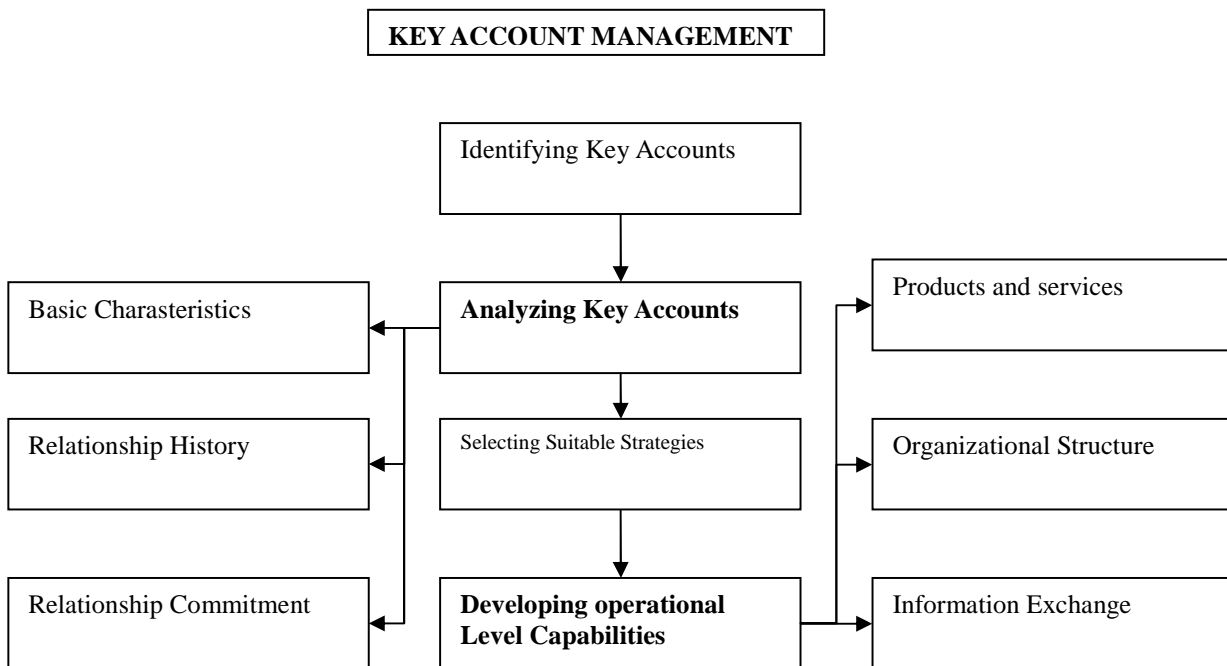 KEY ACCOUNT MANAGEMENT
Identifying Key Accounts
Basic Charasteristics
Analyzing Key Accounts
Products and services
Relationship History
Selecting Suitable Strategies
Organizational Structure
Relationship Commitment
Developing operational
Level Capabilities
Information Exchange